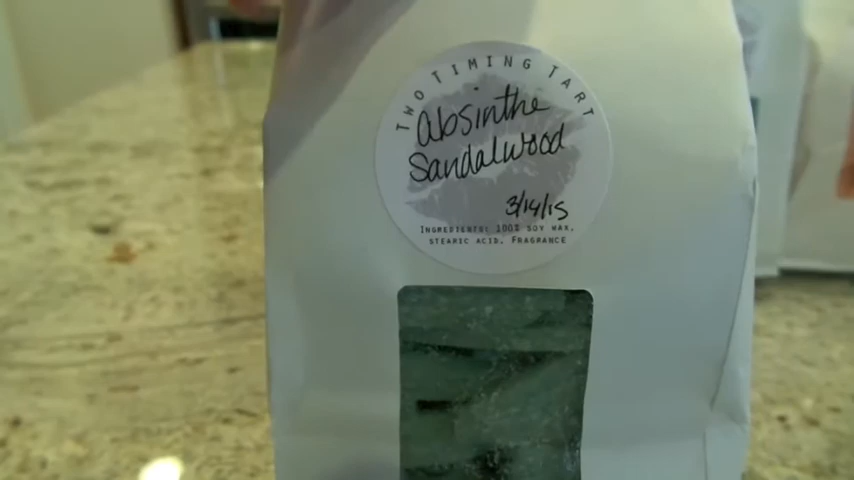 TWO TIMING TART
Absinthe
Sandalwood
3/14/15
INGREDIENTS: 100% SOY WAX,
STEARIC ACID, FRAGRANCE